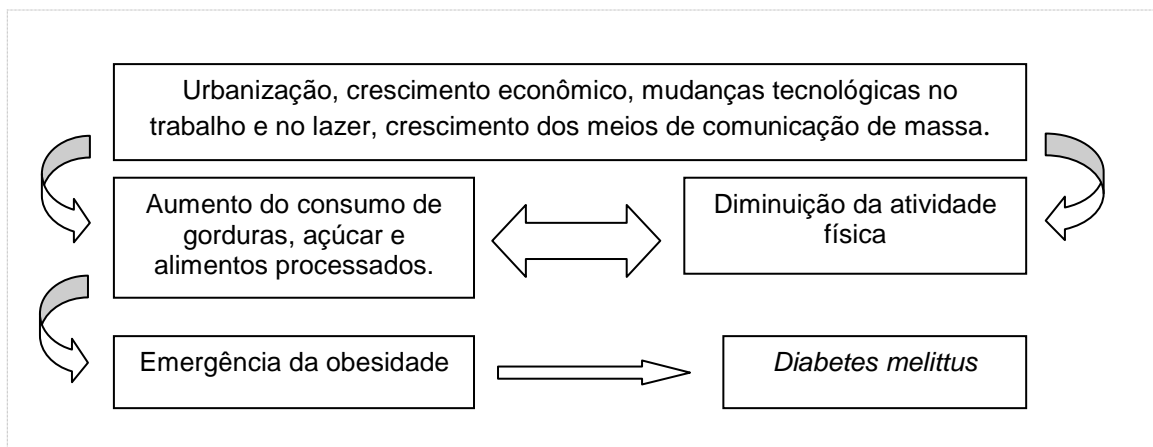 Urbanização, crescimento econômico, mudanças tecnológicas no
trabalho e no lazer, crescimento dos meios de comunicação de massa.
Aumento do consumo de
gorduras, açúcar e
alimentos processados.
Diminuição da atividade
física
Emergência da obesidade
Diabetes melittus